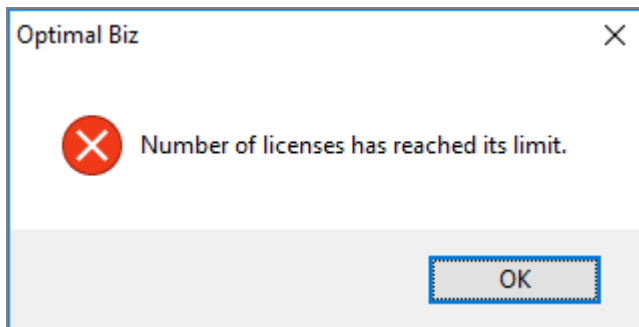 Optimal Biz
Number of licenses has reached its limit.
OK